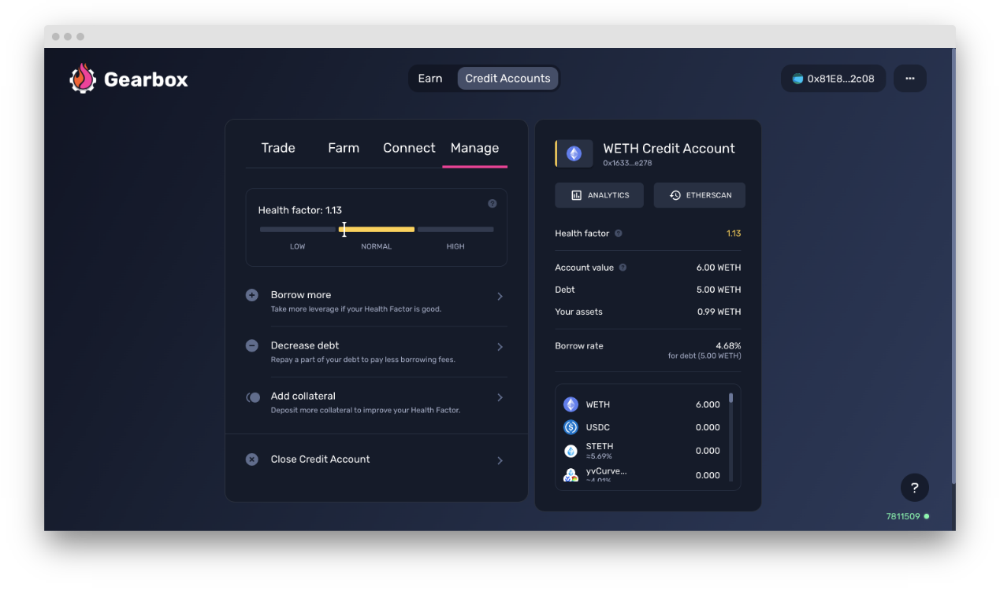 Gearbox
Earn
Credit Accounts
0x81E8...2c08
Trade
Farm
Connect
Manage
Health factor: 1.13
?
LOW
NORMAL
HIGH
Borrow more
Take more leverage if your Health Factor is good.
Decrease debt
Repay a part of your debt to pay less borrowing fees.
Add collateral
Deposit more collateral to improve your Health Factor.
Close Credit Account
WETH Credit Account
0x1633...e278
ANALYTICS
ETHERSCAN
Health factor ? 1.13
Account value ? 6.00 WETH
Debt 5.00 WETH
Your assets 0.99 WETH
Borrow rate 4.68%
for debt (5.00 WETH)
WETH 6.000
USDC 0.000
STETH 0.000
≈5.69%
yvCurve... 0.000
≈4.01%
?
7811509